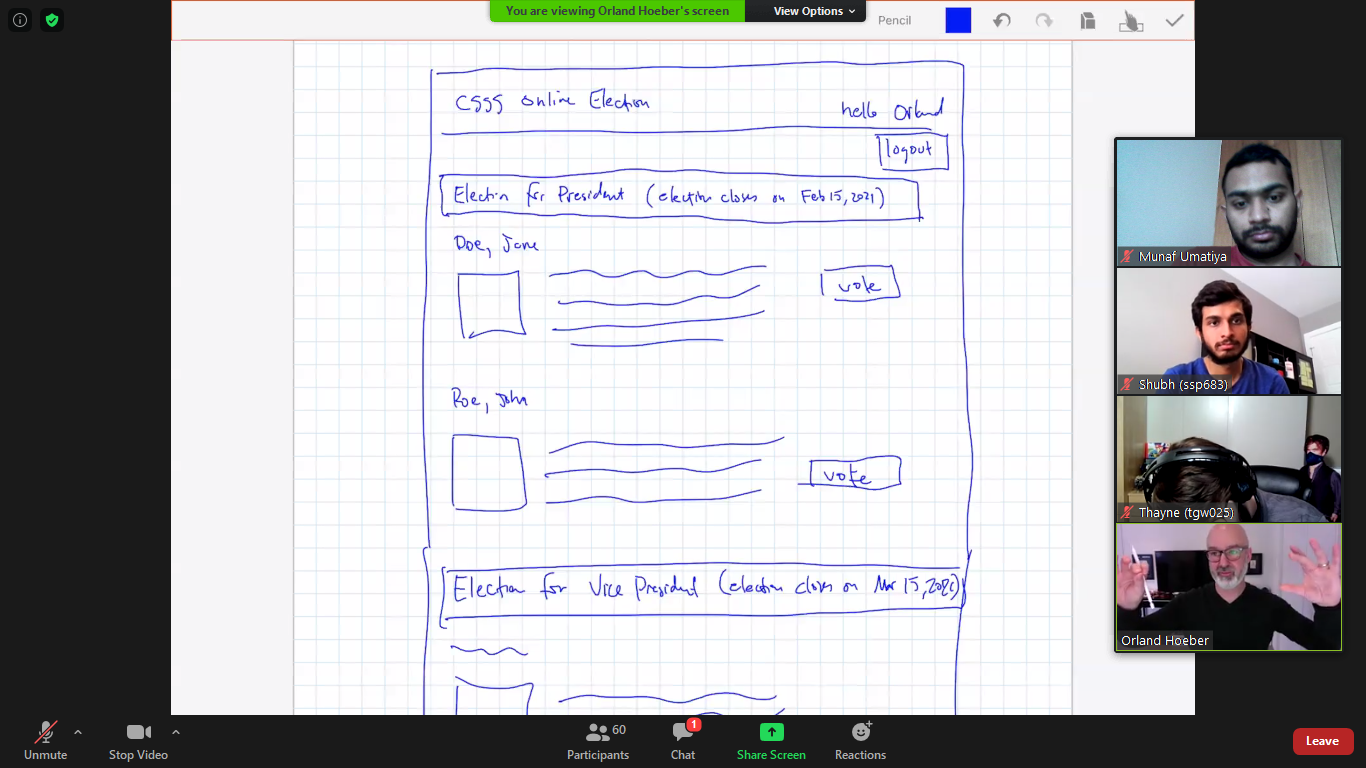 You are viewing Orland Hoeber's screen
View Options
Pencil
CSSS Online Election
hello Orland
logout
Election for President (election closes on Feb 15, 2021)
Doe, Jane
vote
Roe, John
vote
Election for Vice President (election closes on Mar 15, 2021)
Munaf Umatiya
Shubh (ssp683)
Thayne (tgw025)
Orland Hoeber
Unmute
Stop Video
60
Participants
1
Chat
Share Screen
Reactions
Leave